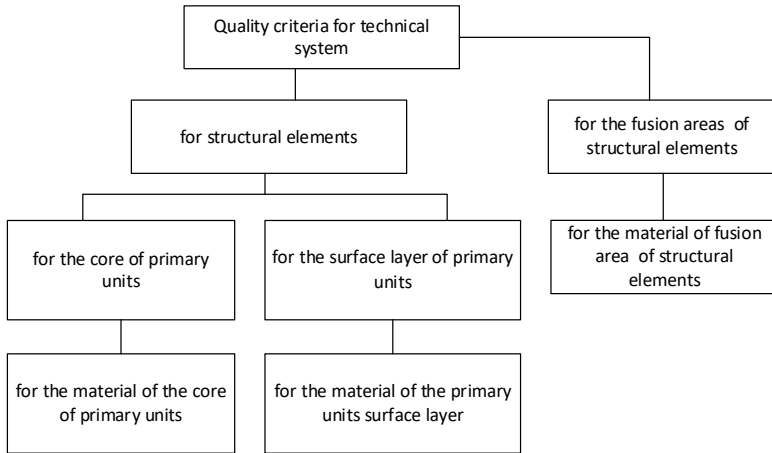 Quality criteria for technical
system
for structural elements
for the fusion areas of
structural elements
for the core of primary
units
for the surface layer of primary
units
for the material of fusion
area of structural
elements
for the material of the core
of primary units
for the material of the primary
units surface layer